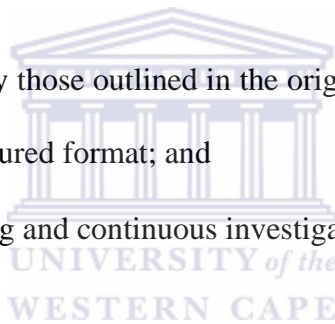 y those outlined in the orig
ured format; and
g and continuous investiga
UNIVERSITY of the
WESTERN CAPE